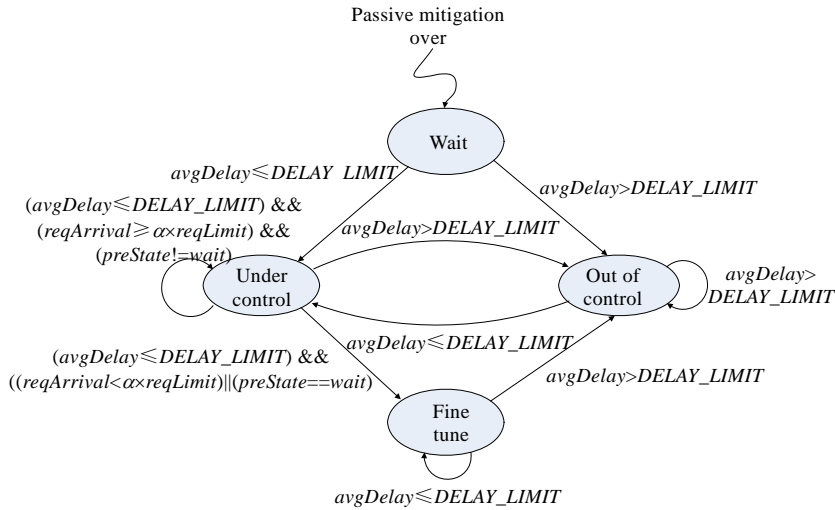 Passive mitigation
over
Wait
avgDelay≤DELAY_LIMIT
avgDelay>DELAY_LIMIT
(avgDelay≤DELAY_LIMIT) &&
(reqArrival≥α×reqLimit) &&
(preState!=wait)
avgDelay>DELAY_LIMIT
Under
control
Out of
control
avgDelay>
DELAY_LIMIT
avgDelay≤DELAY_LIMIT
(avgDelay≤DELAY_LIMIT) &&
((reqArrival<α×reqLimit)||(preState==wait)
avgDelay>DELAY_LIMIT
Fine
tune
avgDelay≤DELAY_LIMIT